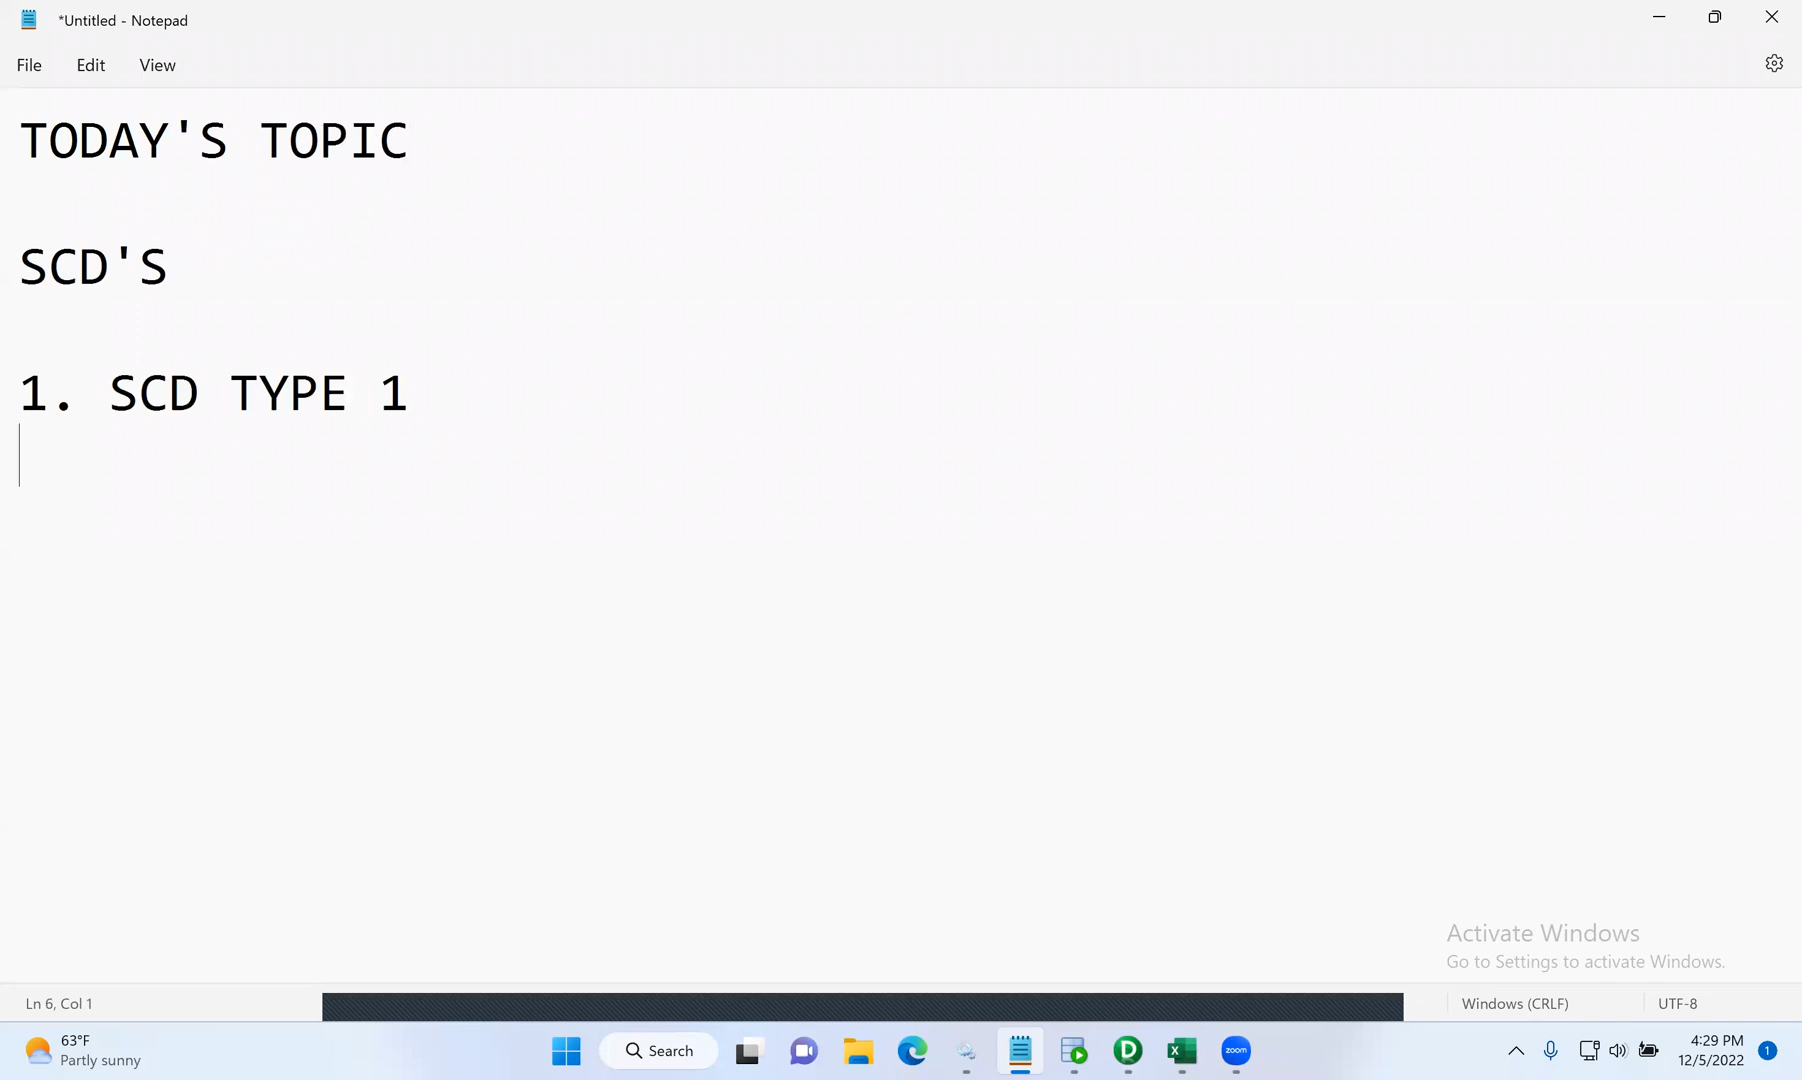 *Untitled - Notepad
File Edit View
TODAY'S TOPIC
SCD'S
1. SCD TYPE 1
Activate Windows
Go to Settings to activate Windows.
Ln 6, Col 1 Windows (CRLF) UTF-8
63°F
Partly sunny
Search
zoom
4:29 PM
12/5/2022
1